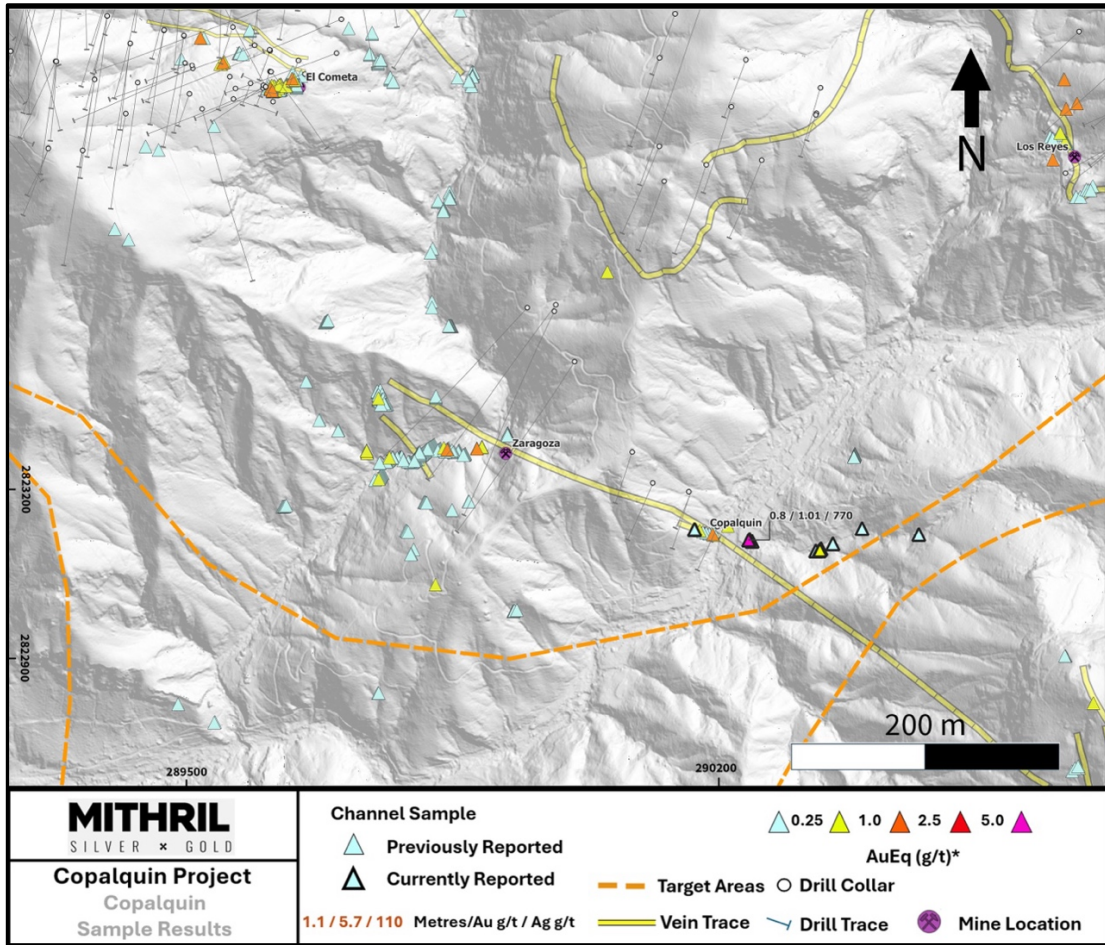 El Cometa
N
Los Reyes
Zaragoza
2823200
Copalquin
0.8 / 1.01 / 770
2822900
200 m
289500
290200
MITHRIL
SILVER × GOLD
Copalquin Project
Copalquin
Sample Results
Channel Sample
Previously Reported
Currently Reported
1.1 / 5.7 / 110 Metres/Au g/t / Ag g/t
0.25 1.0 2.5 5.0
AuEq (g/t)*
Target Areas Drill Collar
Vein Trace Drill Trace Mine Location